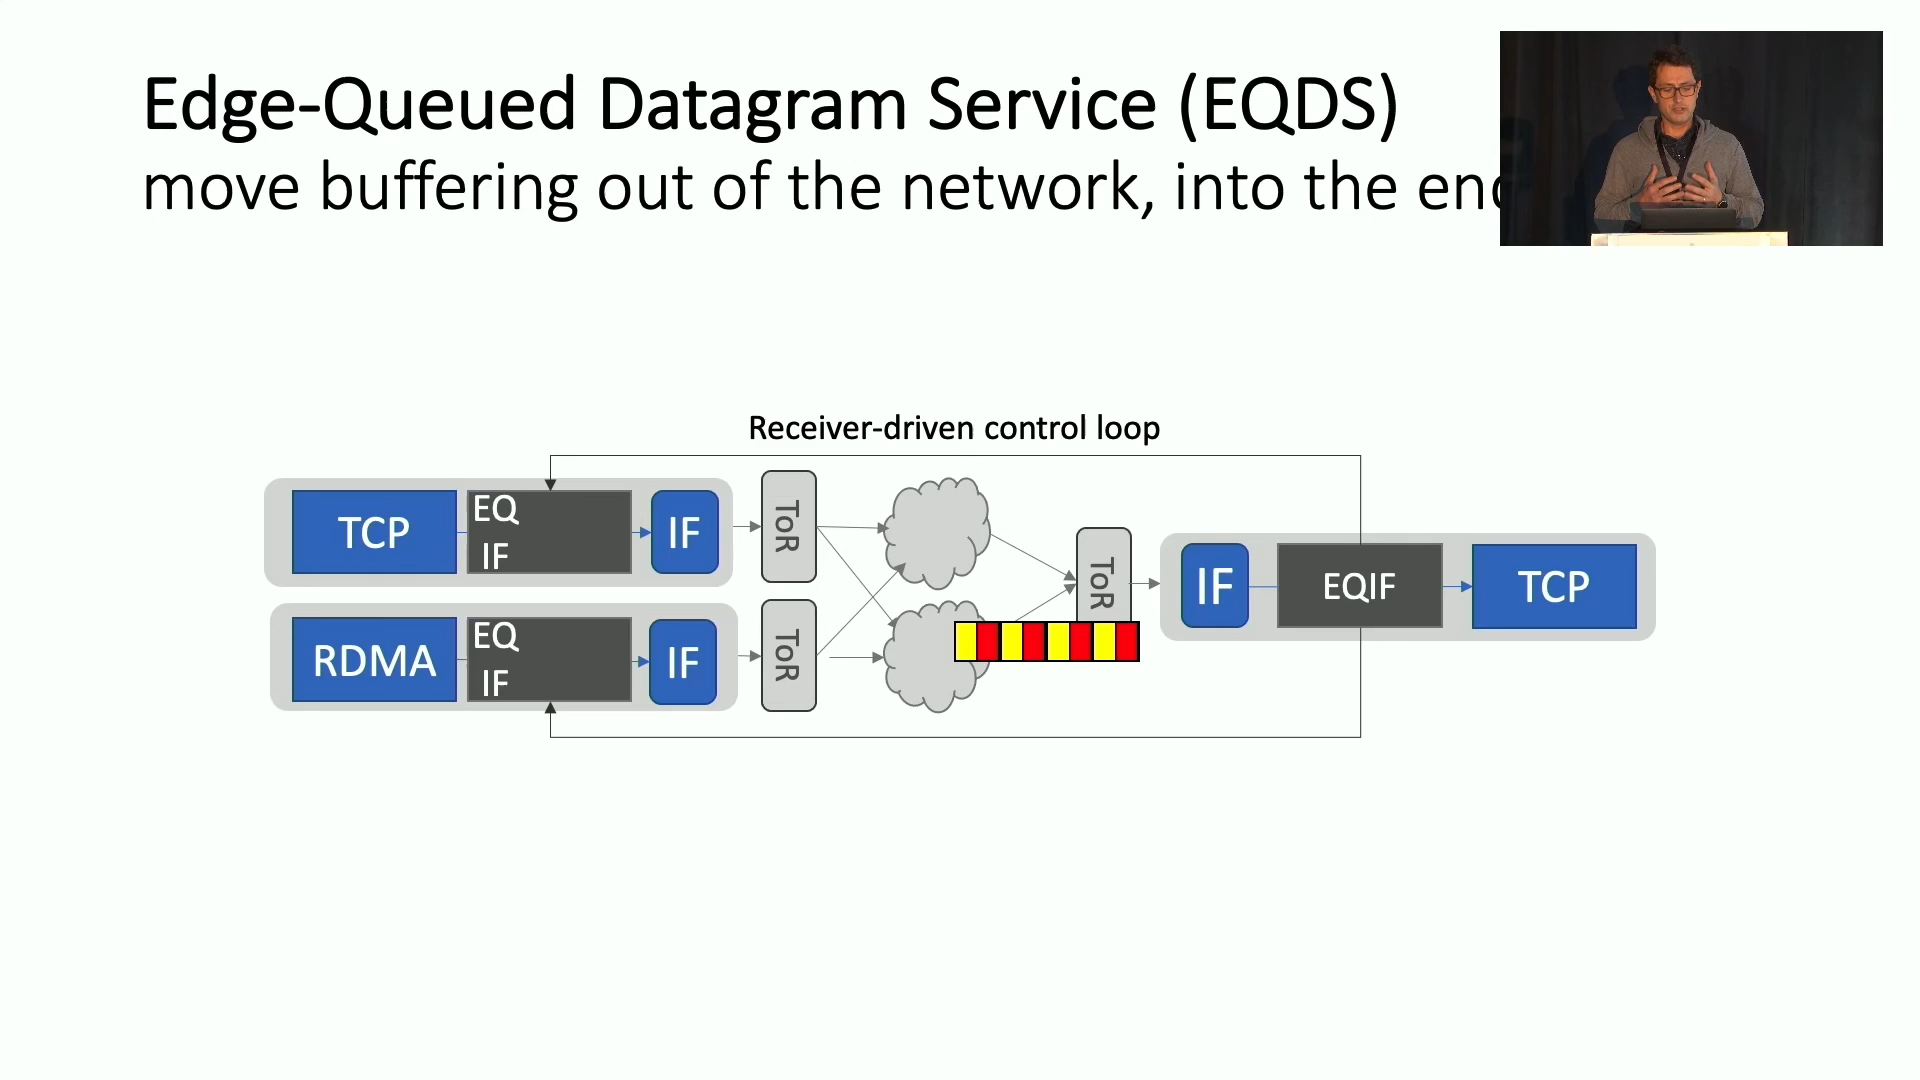 Edge-Queued Datagram Service (EQDS)
move buffering out of the network, into the
Receiver-driven control loop
TCP
EQ
IF
IF
ToR
RDMA
EQ
IF
IF
ToR
ToR
IF
EQIF
TCP